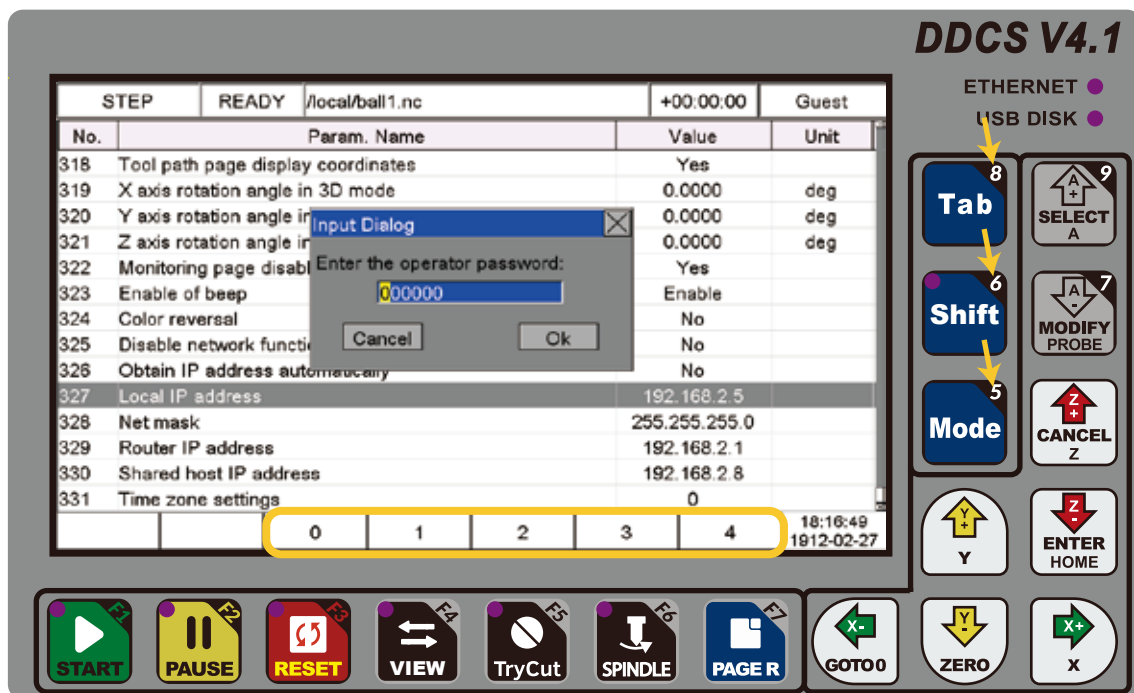 DDCS V4.1
ETHERNET
USB DISK
STEP READY /local/ball1.nc +00:00:00 Guest
No. Param. Name Value Unit
318 Tool path page display coordinates Yes
319 X axis rotation angle in 3D mode 0.0000 deg
320 Y axis rotation angle in 0.0000 deg
321 Z axis rotation angle in 0.0000 deg
322 Monitoring page disabl Yes
323 Enable of beep Enable
324 Color rever No
325 Disable network functi No
326 Obtain IP address automatically No
327 Local IP address 192.168.2.5
328 Net mask 255.255.255.0
329 Router IP address 192.168.2.1
330 Shared host IP address 192.168.2.8
331 Time zone settings 0
Input Dialog
Enter the operator password:
000000
Cancel Ok
0 1 2 3 4
18:16:49
1912-02-27
8
Tab
9
A
+
SELECT
A
6
Shift
7
A
-
MODIFY
PROBE
5
Mode
Z
+
CANCEL
Z
Y
+
Y
Z
-
ENTER
HOME
F1
START
F2
PAUSE
F3
RESET
F4
VIEW
F5
TryCut
F6
SPINDLE
F7
PAGE R
X-
GOTO0
Y
-
ZERO
X+
X